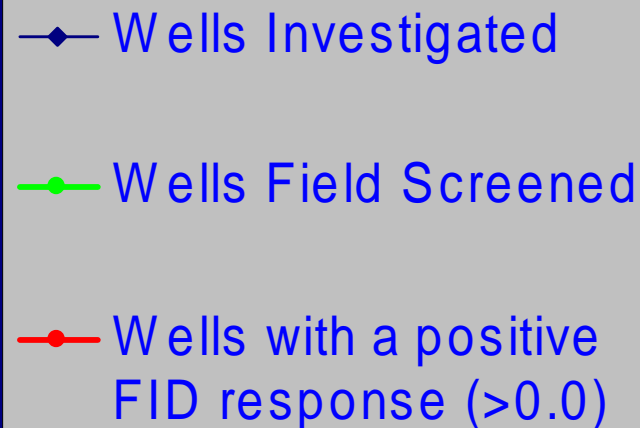 Wells Investigated
Wells Field Screened
Wells with a positive
FID response (>0.0)